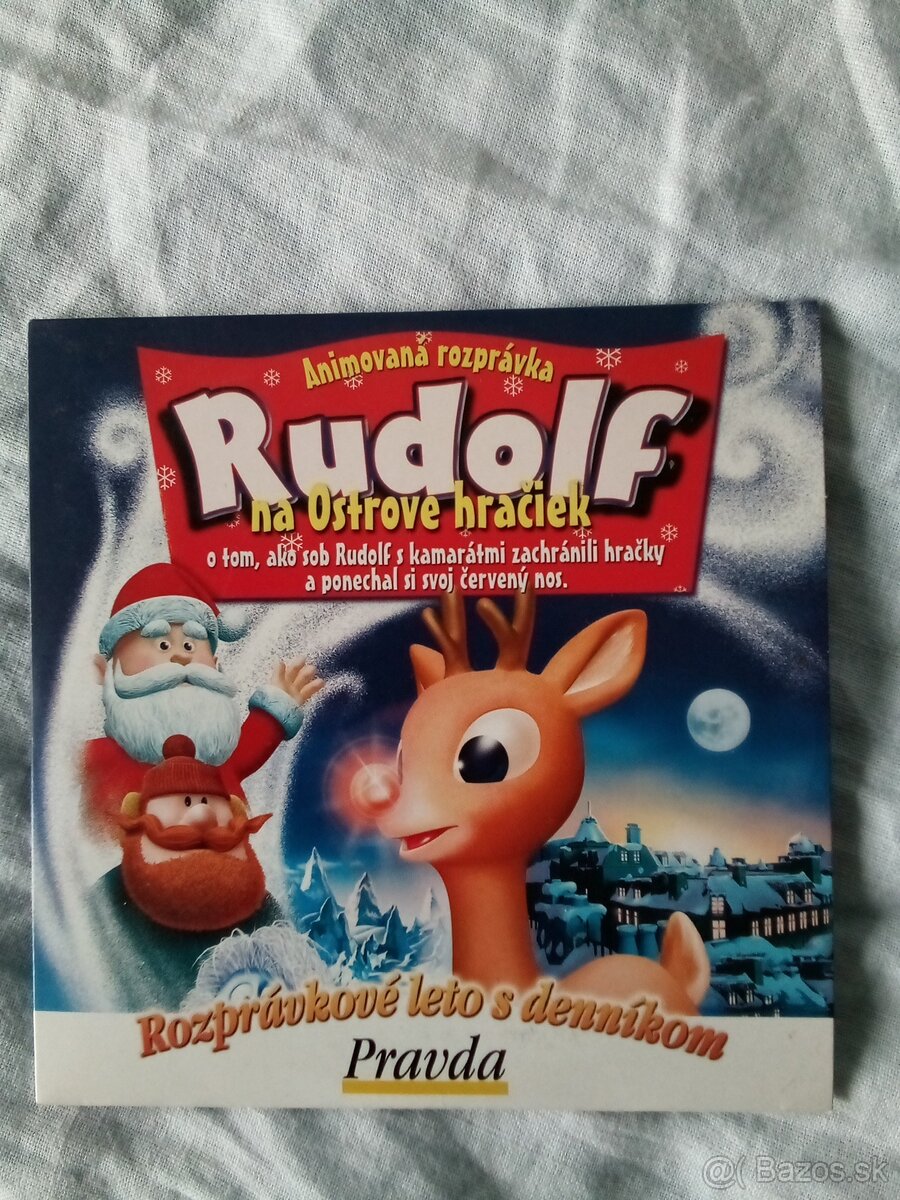 Animovaná rozprávka
Rudolf
na Ostrove hračiek
o tom, ako sob Rudolf s kamarátmi zachránili hračky
a ponechal si svoj červený nos.
Rozprávkové leto s denníkom
Pravda
@( Bazos.sk